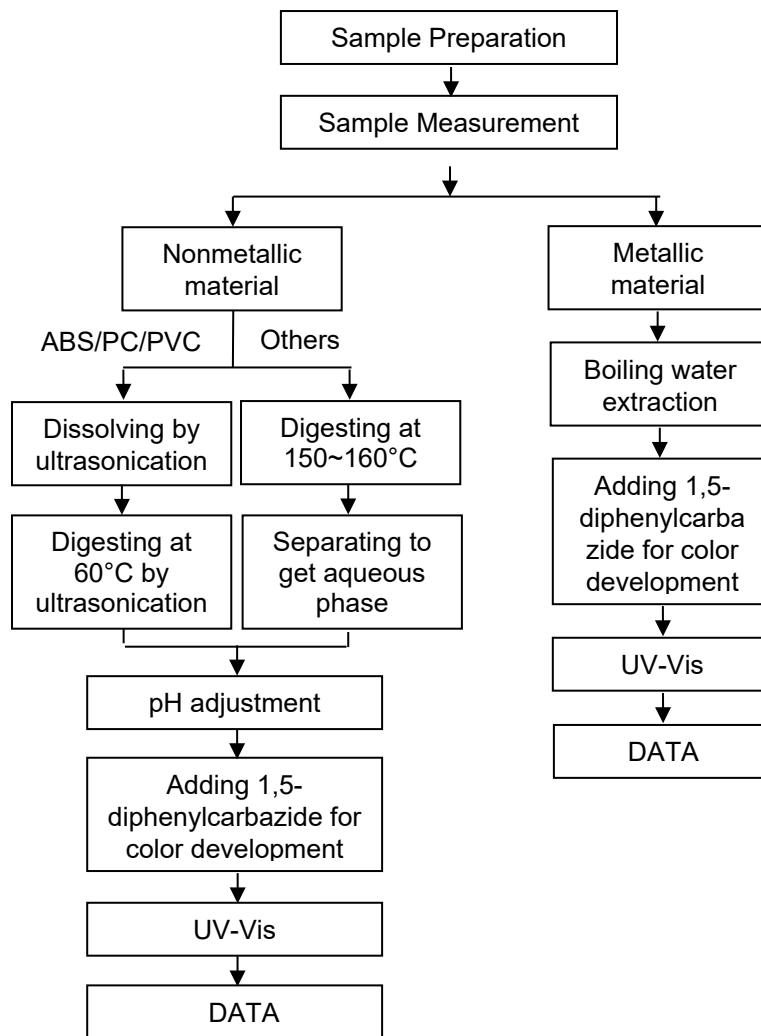 Sample Preparation
Sample Measurement
Nonmetallic
material
Metallic
material
ABS/PC/PVC
Others
Boiling water
extraction
Dissolving by
ultrasonication
Digesting at
150~160°C
Adding 1,5-
diphenylcarba
zide for color
development
Digesting at
60°C by
ultrasonication
Separating to
get aqueous
phase
UV-Vis
pH adjustment
DATA
Adding 1,5-
diphenylcarbazide for
color development
UV-Vis
DATA